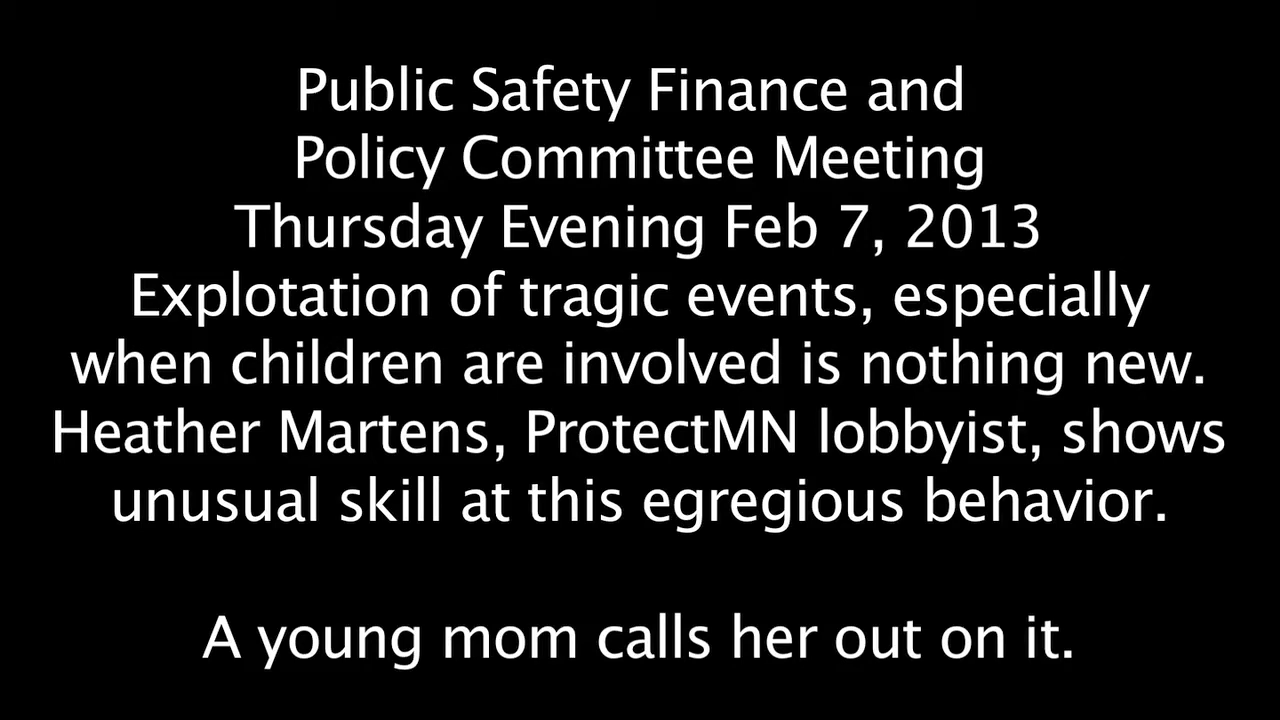 Public Safety Finance and
Policy Committee Meeting
Thursday Evening Feb 7, 2013
Explotation of tragic events, especially
when children are involved is nothing new.
Heather Martens, ProtectMN lobbyist, shows
unusual skill at this egregious behavior.
A young mom calls her out on it.